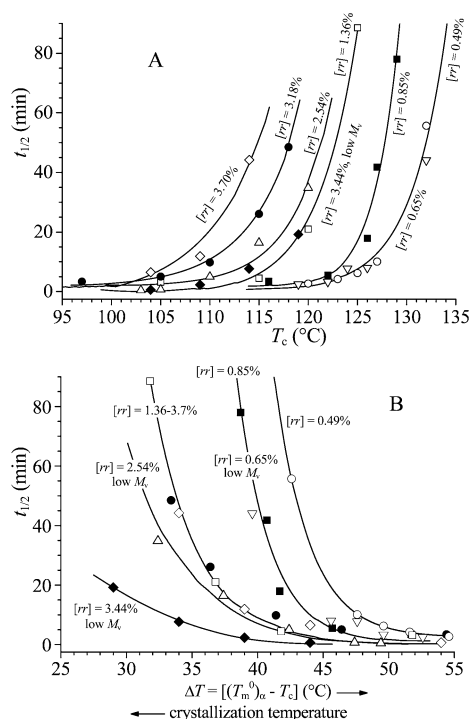 A
t1/2 (min)
80
60
40
20
0
[rr] = 3.70%
[rr] = 3.18%
[rr] = 2.54%
[rr] = 3.44%, low Mv
[rr] = 1.36%
[rr] = 0.85%
[rr] = 0.65%
[rr] = 0.49%
95 100 105 110 115 120 125 130 135
Tc (°C)
B
t1/2 (min)
80
60
40
20
0
[rr] = 0.85%
[rr] = 1.36-3.7%
[rr] = 0.49%
[rr] = 2.54%
low Mv
[rr] = 0.65%
low Mv
[rr] = 3.44%
low Mv
25 30 35 40 45 50 55
ΔT = [(Tm0)α - Tc] (°C)
crystallization temperature